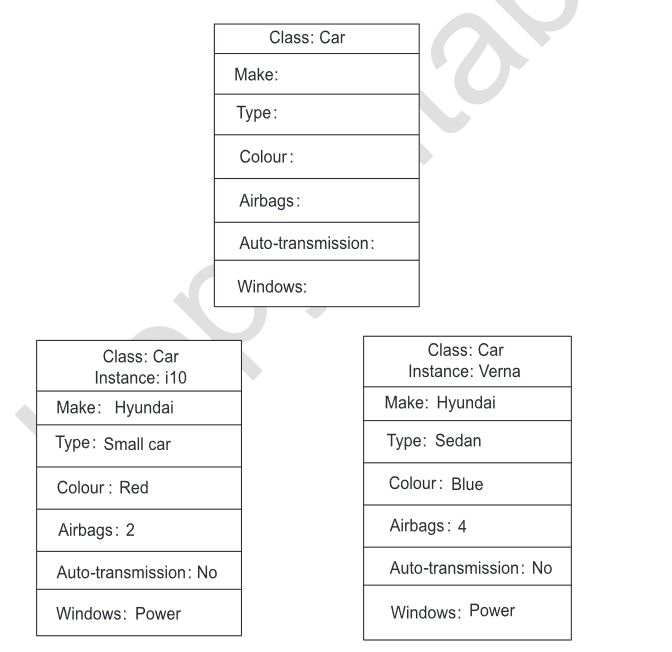 Class: Car
Make:
Type:
Colour:
Airbags:
Auto-transmission:
Windows:
Class: Car
Instance: i10
Make: Hyundai
Type: Small car
Colour: Red
Airbags: 2
Auto-transmission: No
Windows: Power
Class: Car
Instance: Verna
Make: Hyundai
Type: Sedan
Colour: Blue
Airbags: 4
Auto-transmission: No
Windows: Power